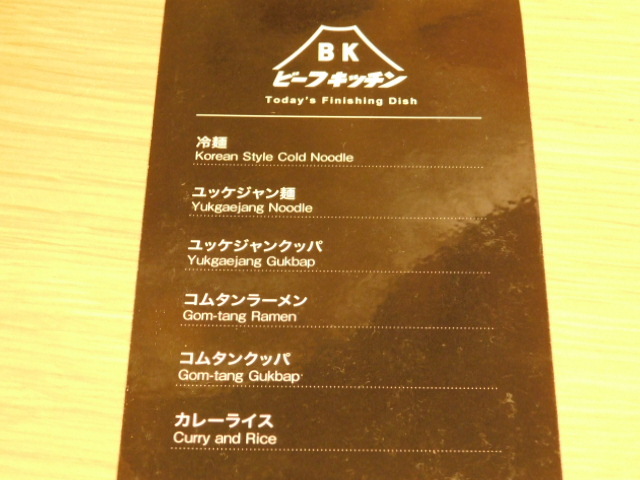 BK
ビーフキッチン
Today's Finishing Dish
冷麺
Korean Style Cold Noodle
ユッケジャン麺
Yukgaejang Noodle
ユッケジャンクッパ
Yukgaejang Gukbap
コムタンラーメン
Gom-tang Ramen
コムタンクッパ
Gom-tang Gukbap
カレーライス
Curry and Rice